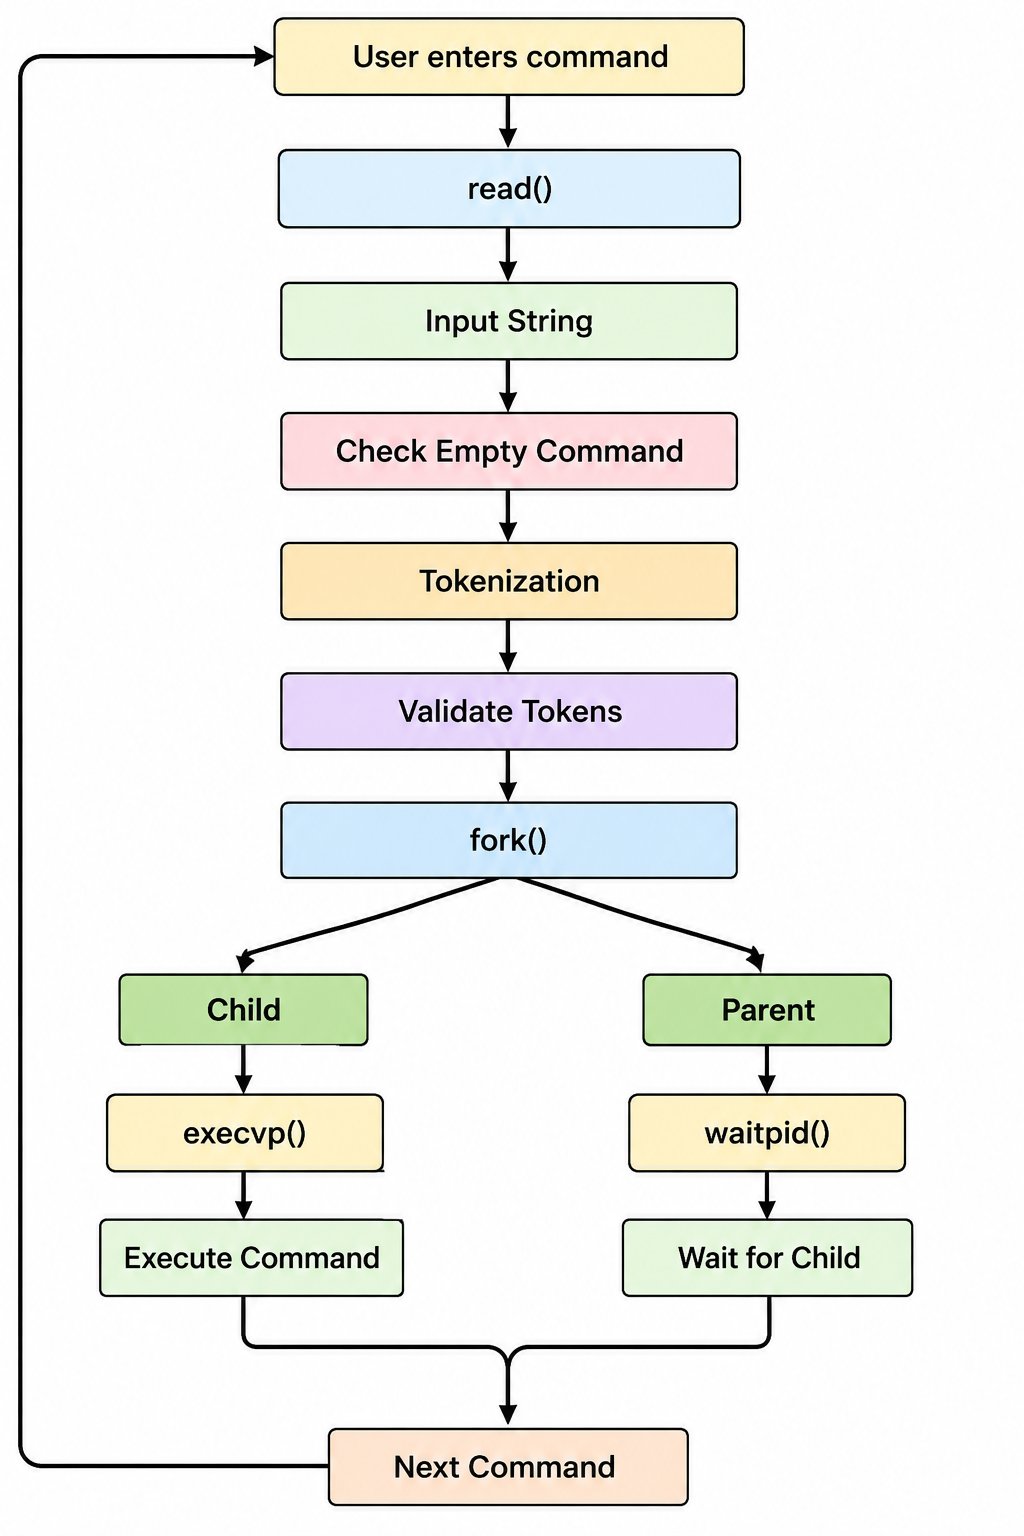 User enters command
read()
Input String
Check Empty Command
Tokenization
Validate Tokens
fork()
Child
Parent
execvp()
waitpid()
Execute Command
Wait for Child
Next Command